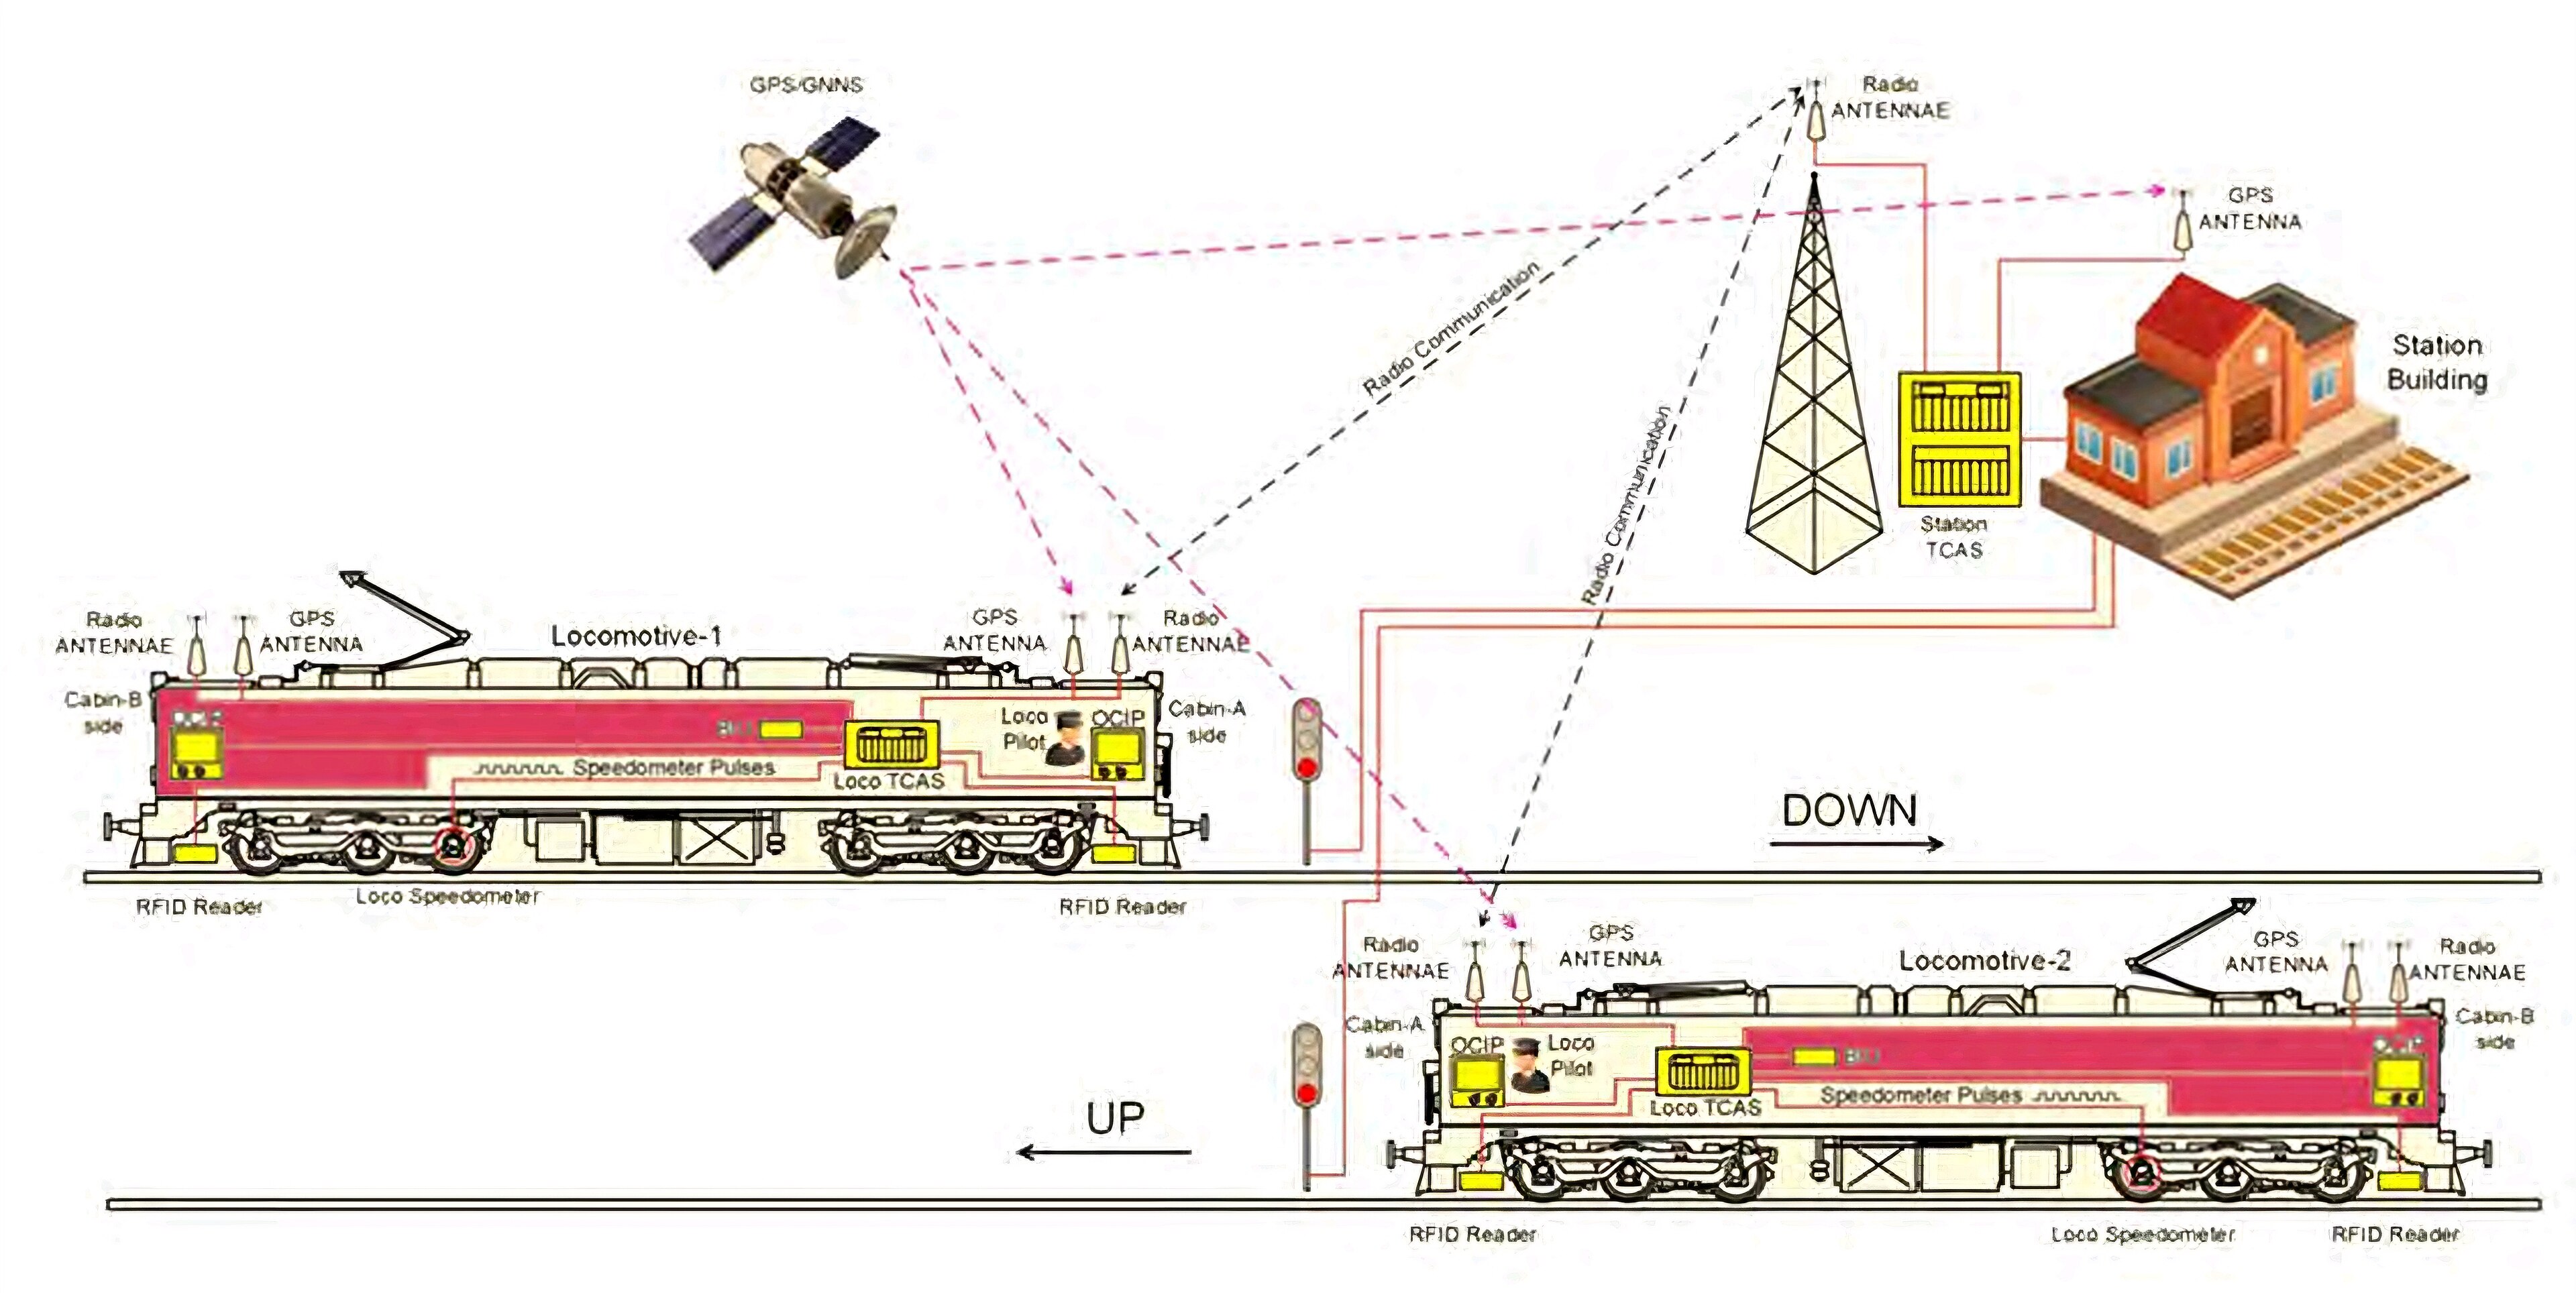 GPS/GNNS
Radio
ANTENNAE
GPS
ANTENNA
Station
Building
Radio Communication
Radio Communication
Station
TCAS
Radio
ANTENNAE
GPS
ANTENNA
Locomotive-1
GPS
ANTENNA
Radio
ANTENNAE
Cabin-B
side
OCIP
Loco
Pilot
OCIP
Cabin-A
side
Speedometer Pulses
Loco TCAS
DOWN
RFID Reader
Loco Speedometer
RFID Reader
Radio
ANTENNAE
GPS
ANTENNA
Locomotive-2
GPS
ANTENNA
Radio
ANTENNAE
Cabin-A
side
OCIP
Loco
Pilot
OCIP
Cabin-B
side
Speedometer Pulses
Loco TCAS
UP
RFID Reader
Loco Speedometer
RFID Reader